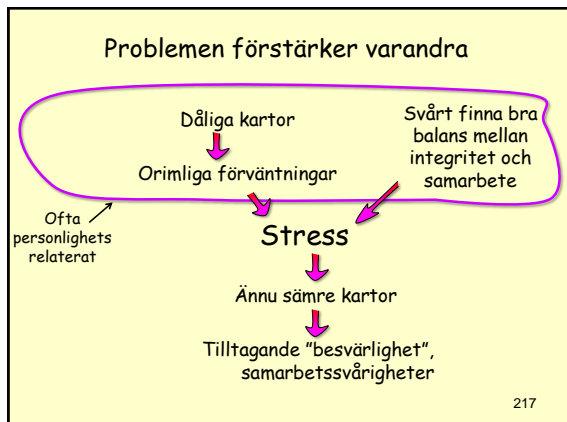 Problemen förstärker varandra
Dåliga kartor
Orimliga förväntningar
Svårt finna bra
balans mellan
integritet och
samarbete
Ofta
personlighets
relaterat
Stress
Ännu sämre kartor
Tilltagande ”besvärlighet”,
samarbetssvårigheter
217